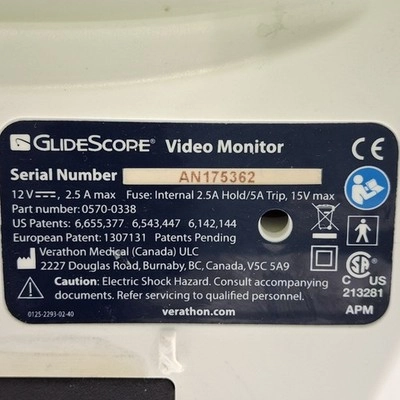 GLIDESCOPE® Video Monitor
Serial Number AN175362
12 V⎓, 2.5 A max Fuse: Internal 2.5A Hold/5A Trip, 15V max
Part number: 0570-0338
US Patents: 6,655,377 6,543,447 6,142,144
European Patent: 1307131 Patents Pending
Verathon Medical (Canada) ULC
2227 Douglas Road, Burnaby, BC, Canada, V5C 5A9
Caution: Electric Shock Hazard. Consult accompanying
documents. Refer servicing to qualified personnel.
0125-2293-02-40
verathon.com
CE
SA
C US
213281
APM